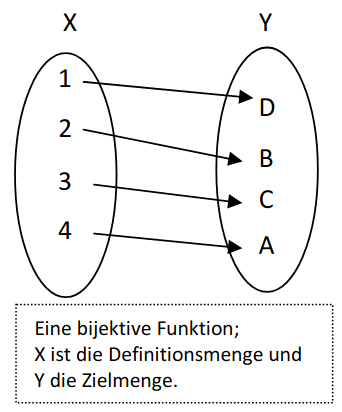 X Y
1
D
2
B
3
C
4
A
Eine bijektive Funktion;
X ist die Definitionsmenge und
Y die Zielmenge.